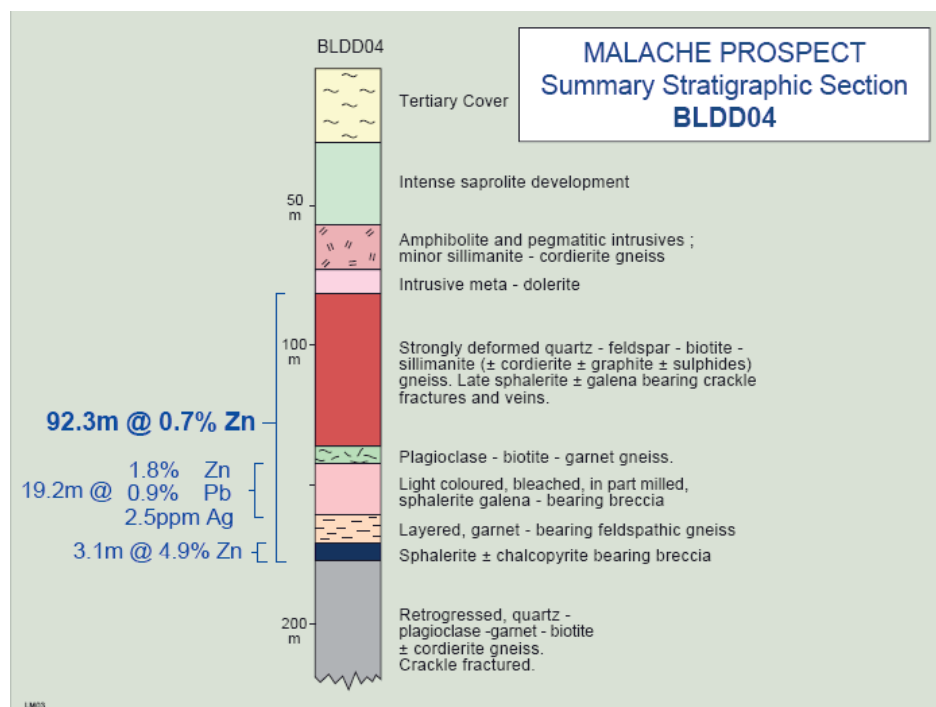 BLDD04
MALACHE PROSPECT
Summary Stratigraphic Section
BLDD04
Tertiary Cover
Intense saprolite development
50
m
Amphibolite and pegmatitic intrusives ;
minor sillimanite - cordierite gneiss
Intrusive meta - dolerite
100
m
Strongly deformed quartz - feldspar - biotite -
sillimanite (± cordierite ± graphite ± sulphides)
gneiss. Late sphalerite ± galena bearing crackle
fractures and veins.
92.3m @ 0.7% Zn
Plagioclase - biotite - garnet gneiss.
1.8% Zn
19.2m @ 0.9% Pb
2.5ppm Ag
Light coloured, bleached, in part milled,
sphalerite galena - bearing breccia
Layered, garnet - bearing feldspathic gneiss
3.1m @ 4.9% Zn
Sphalerite ± chalcopyrite bearing breccia
200
m
Retrogressed, quartz -
plagioclase -garnet - biotite
± cordierite gneiss.
Crackle fractured.